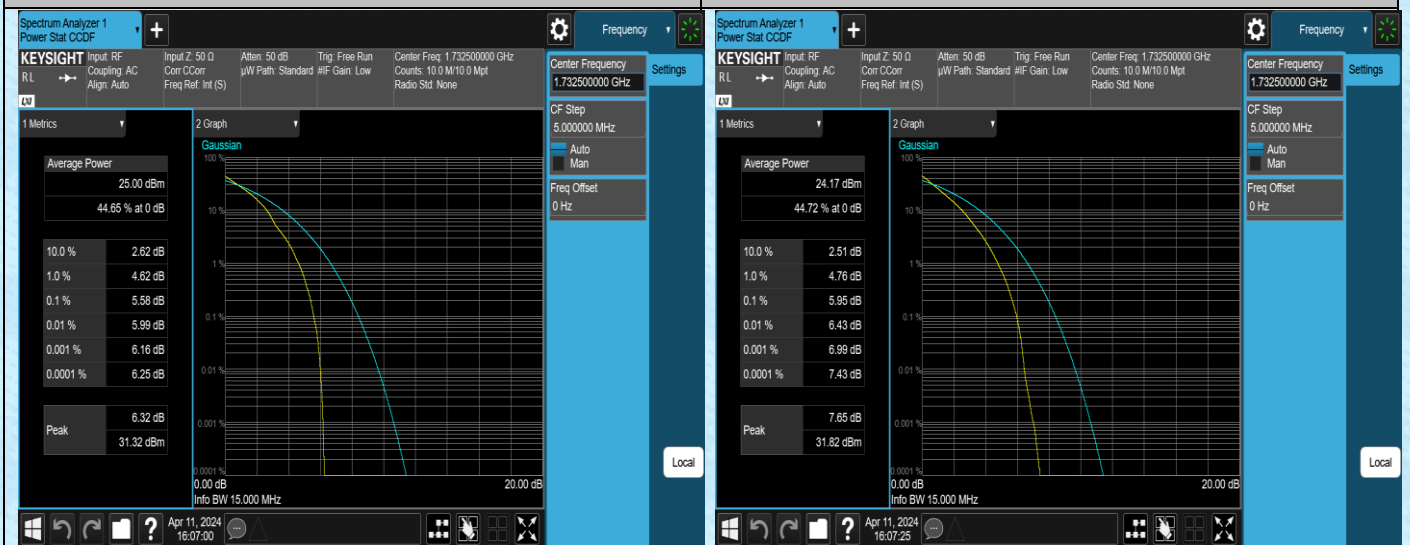 Spectrum Analyzer 1
Power Stat CCDF
+
Frequency
KEYSIGHT
RL
LXI
Input: RF
Coupling: AC
Align: Auto
Input Z: 50 Ω
Corr CCorr
Freq Ref: Int (S)
Atten: 50 dB
µW Path: Standard
Trig: Free Run
#IF Gain: Low
Center Freq: 1.732500000 GHz
Counts: 10.0 M/10.0 Mpt
Radio Std: None
Center Frequency
1.732500000 GHz
Settings
CF Step
5.000000 MHz
Auto
Man
Freq Offset
0 Hz
1 Metrics
2 Graph
Average Power
25.00 dBm
44.65 % at 0 dB
10.0 % 2.62 dB
1.0 % 4.62 dB
0.1 % 5.58 dB
0.01 % 5.99 dB
0.001 % 6.16 dB
0.0001 % 6.25 dB
Peak
6.32 dB
31.32 dBm
Gaussian
100 %
10 %
1 %
0.1 %
0.01 %
0.001 %
0.0001 %
0.00 dB 20.00 dB
Info BW 15.000 MHz
Local
?
Apr 11, 2024
16:07:00
Spectrum Analyzer 1
Power Stat CCDF
+
Frequency
KEYSIGHT
RL
LXI
Input: RF
Coupling: AC
Align: Auto
Input Z: 50 Ω
Corr CCorr
Freq Ref: Int (S)
Atten: 50 dB
µW Path: Standard
Trig: Free Run
#IF Gain: Low
Center Freq: 1.732500000 GHz
Counts: 10.0 M/10.0 Mpt
Radio Std: None
Center Frequency
1.732500000 GHz
Settings
CF Step
5.000000 MHz
Auto
Man
Freq Offset
0 Hz
1 Metrics
2 Graph
Average Power
24.17 dBm
44.72 % at 0 dB
10.0 % 2.51 dB
1.0 % 4.76 dB
0.1 % 5.95 dB
0.01 % 6.43 dB
0.001 % 6.99 dB
0.0001 % 7.43 dB
Peak
7.65 dB
31.82 dBm
Gaussian
100 %
10 %
1 %
0.1 %
0.01 %
0.001 %
0.0001 %
0.00 dB 20.00 dB
Info BW 15.000 MHz
Local
?
Apr 11, 2024
16:07:25